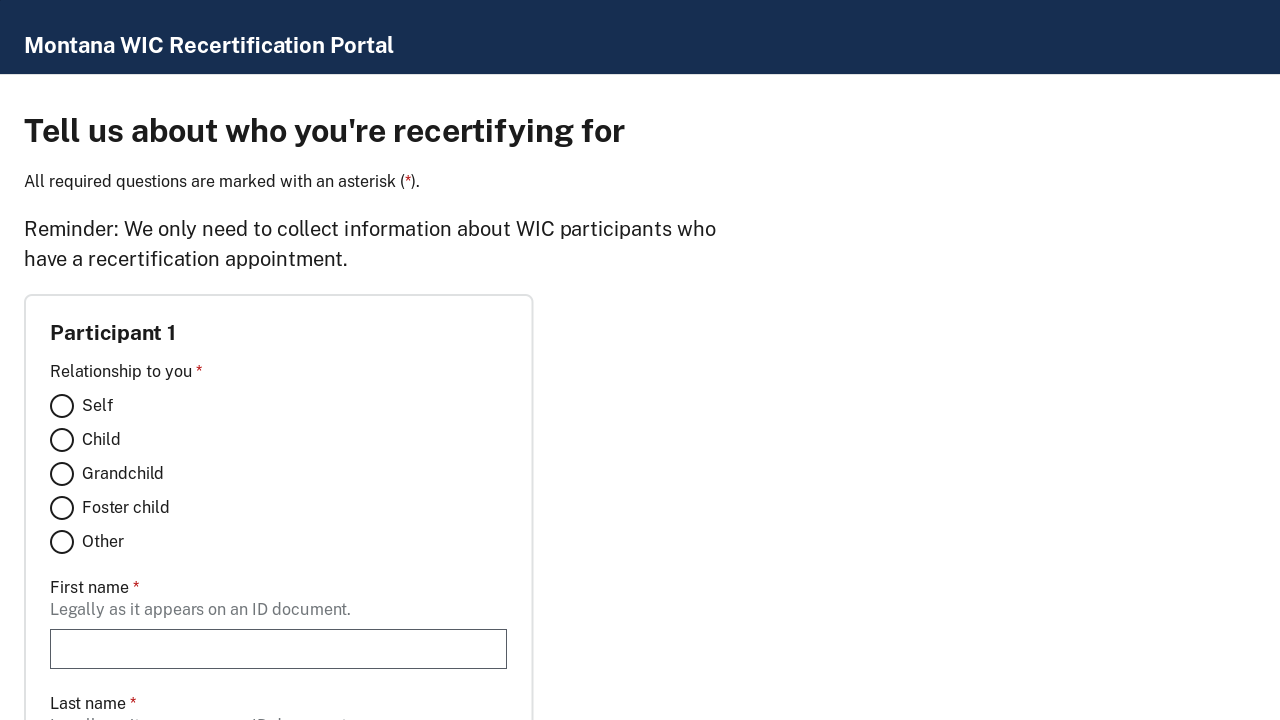 Montana WIC Recertification Portal
Tell us about who you're recertifying for
All required questions are marked with an asterisk (*).
Reminder: We only need to collect information about WIC participants who
have a recertification appointment.
Participant 1
Relationship to you *
Self
Child
Grandchild
Foster child
Other
First name *
Legally as it appears on an ID document.
Last name *